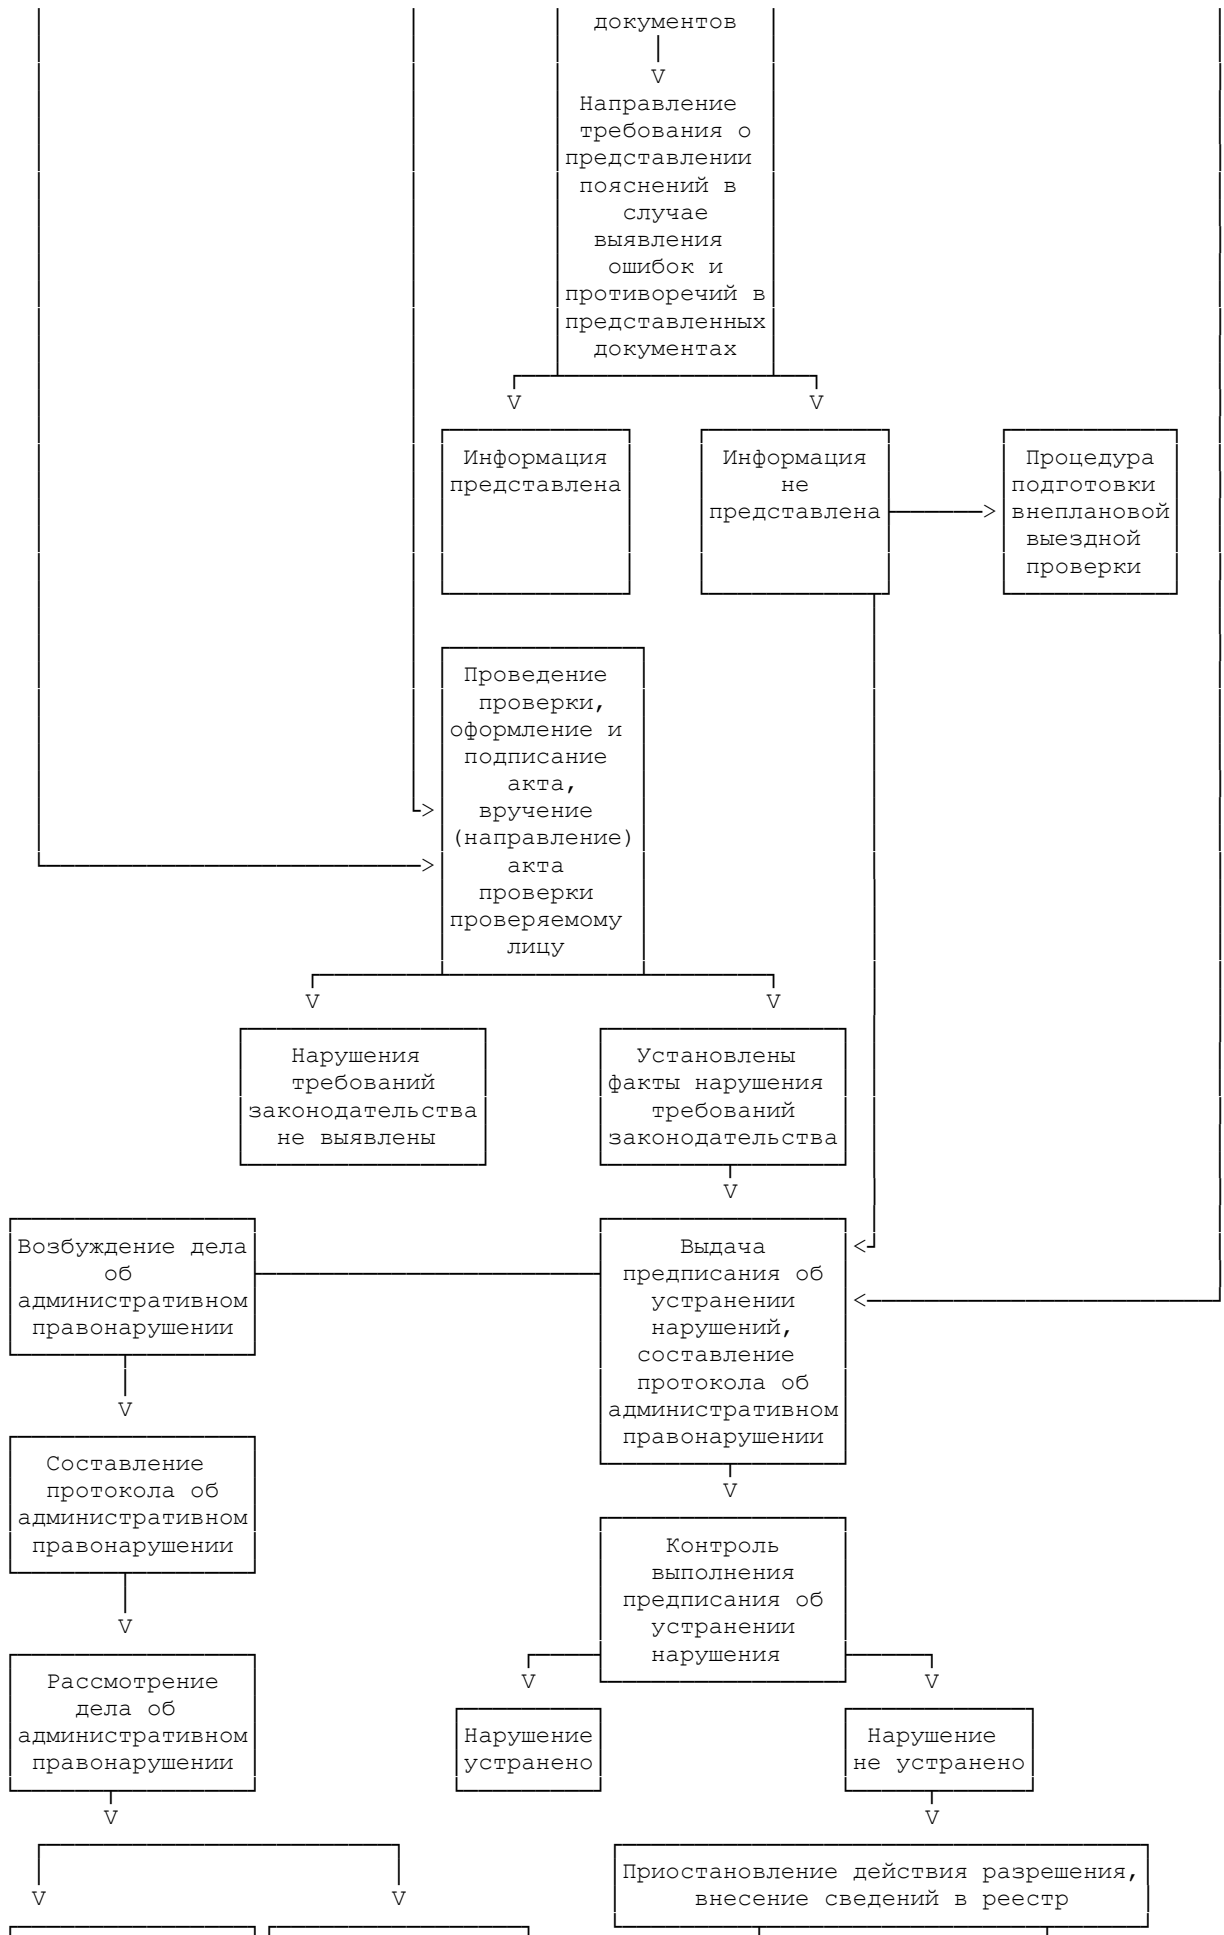 документов
V
Направление
требования о
представлении
пояснений в
случае
выявления
ошибок и
противоречий в
представленных
документах
V
V
Информация
представлена
Информация
не
представлена
>
Процедура
подготовки
внеплановой
выездной
проверки
Проведение
проверки,
оформление и
подписание
акта,
вручение
(направление)
акта
проверки
проверяемому
лицу
>
>
V
V
Нарушения
требований
законодательства
не выявлены
Установлены
факты нарушения
требований
законодательства
V
Возбуждение дела
об
административном
правонарушении
Выдача
предписания об
устранении
нарушений,
составление
протокола об
административном
правонарушении
<
<
V
V
Составление
протокола об
административном
правонарушении
Контроль
выполнения
предписания об
устранении
нарушения
V
V
V
Рассмотрение
дела об
административном
правонарушении
Нарушение
устранено
Нарушение
не устранено
V
V
Приостановление действия разрешения,
внесение сведений в реестр
V
V